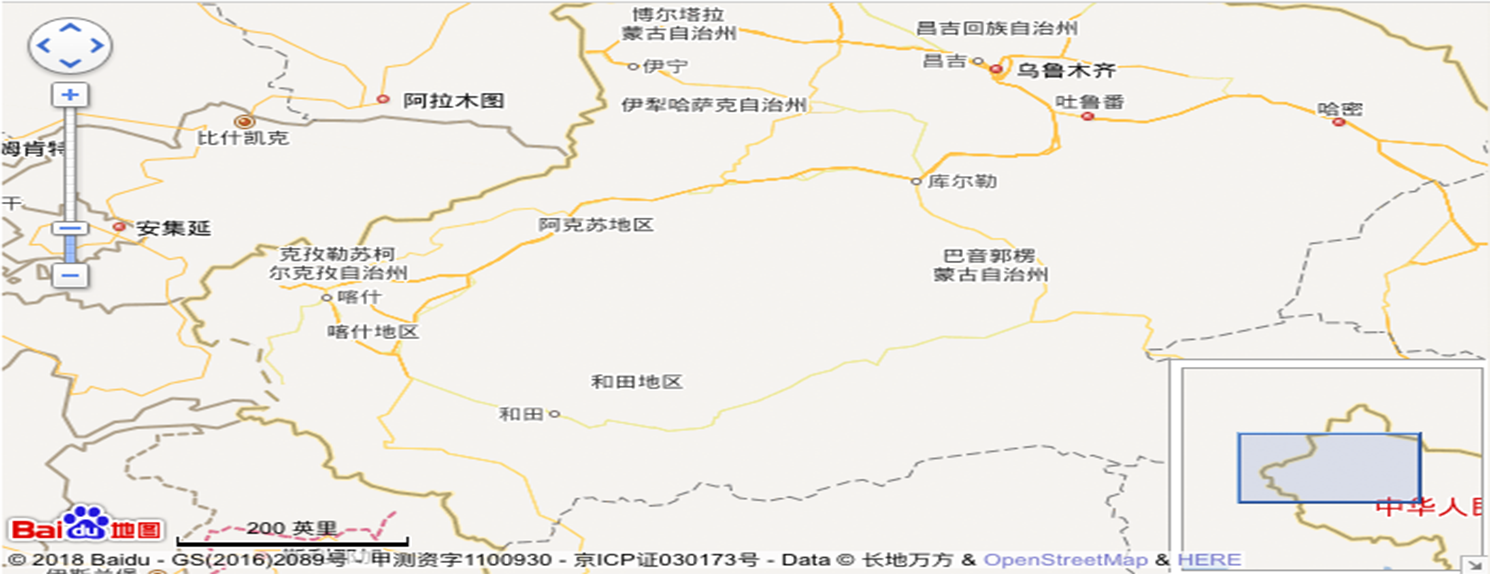 博尔塔拉
蒙古自治州
昌吉回族自治州
伊宁
昌吉
乌鲁木齐
阿拉木图
伊犁哈萨克自治州
吐鲁番
哈密
比什凯克
姆肯特
干
库尔勒
安集延
阿克苏地区
克孜勒苏柯
尔克孜自治州
巴音郭楞
蒙古自治州
喀什
喀什地区
和田地区
和田
中华人民
Bai du 地图
200 英里
© 2018 Baidu - GS(2016)2089号 - 甲测资字1100930 - 京ICP证030173号 - Data © 长地万方 & OpenStreetMap & HERE